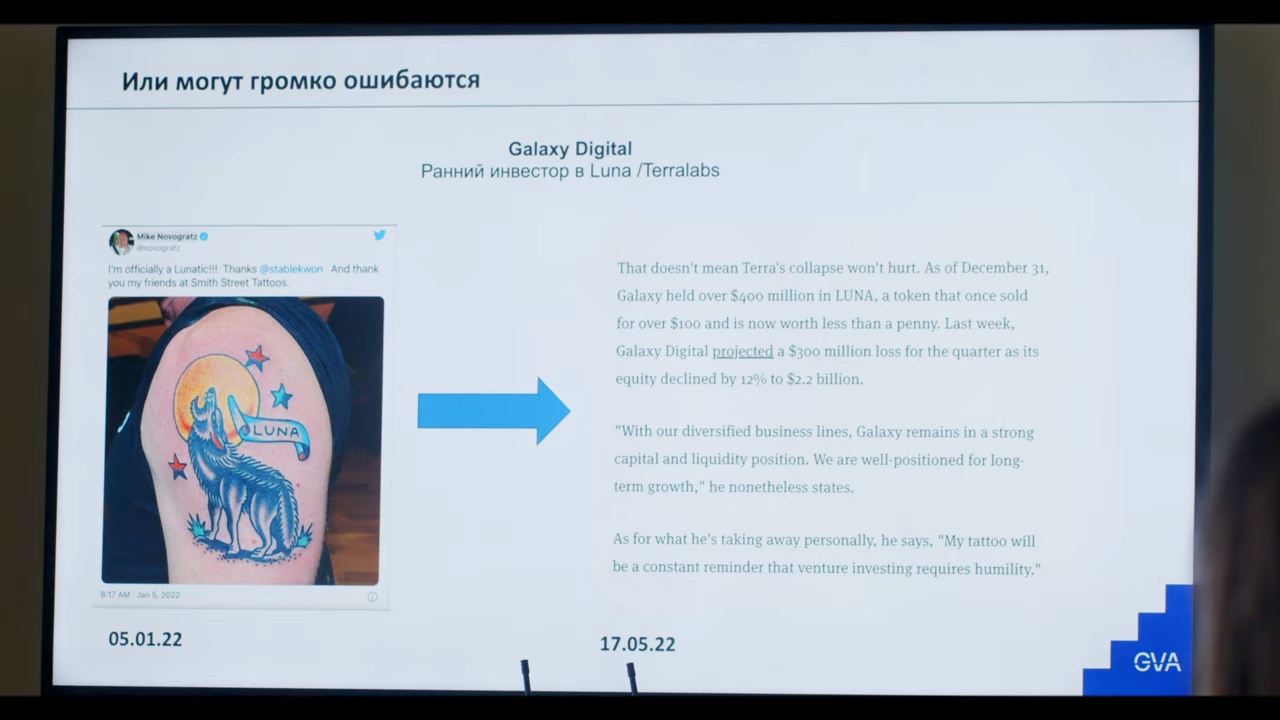 Или могут громко ошибаются
Galaxy Digital
Ранний инвестор в Luna /Terralabs
Mike Novogratz
@novogratz
I'm officially a Lunatic!!! Thanks @stablekwon And thank
you my friends at Smith Street Tattoos.
LUNA
8:17 AM · Jan 5, 2022
05.01.22
That doesn't mean Terra's collapse won't hurt. As of December 31,
Galaxy held over $400 million in LUNA, a token that once sold
for over $100 and is now worth less than a penny. Last week,
Galaxy Digital projected a $300 million loss for the quarter as its
equity declined by 12% to $2.2 billion.
"With our diversified business lines, Galaxy remains in a strong
capital and liquidity position. We are well-positioned for long-
term growth," he nonetheless states.
As for what he's taking away personally, he says, "My tattoo will
be a constant reminder that venture investing requires humility."
17.05.22
GVA